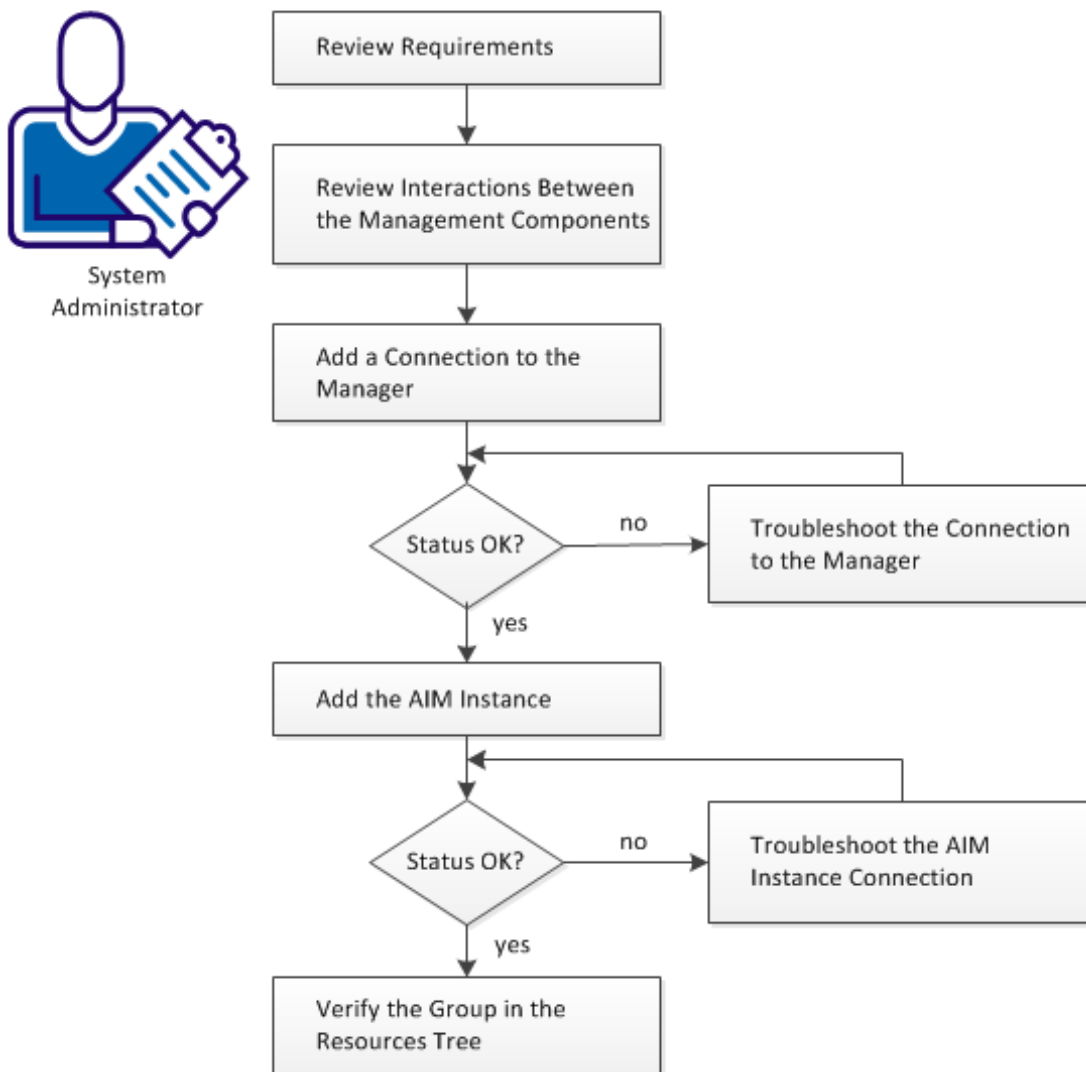 Review Requirements
System
Administrator
Review Interactions Between
the Management Components
Add a Connection to the
Manager
Status OK?
no
Troubleshoot the Connection
to the Manager
yes
Add the AIM Instance
Status OK?
no
Troubleshoot the AIM
Instance Connection
yes
Verify the Group in the
Resources Tree